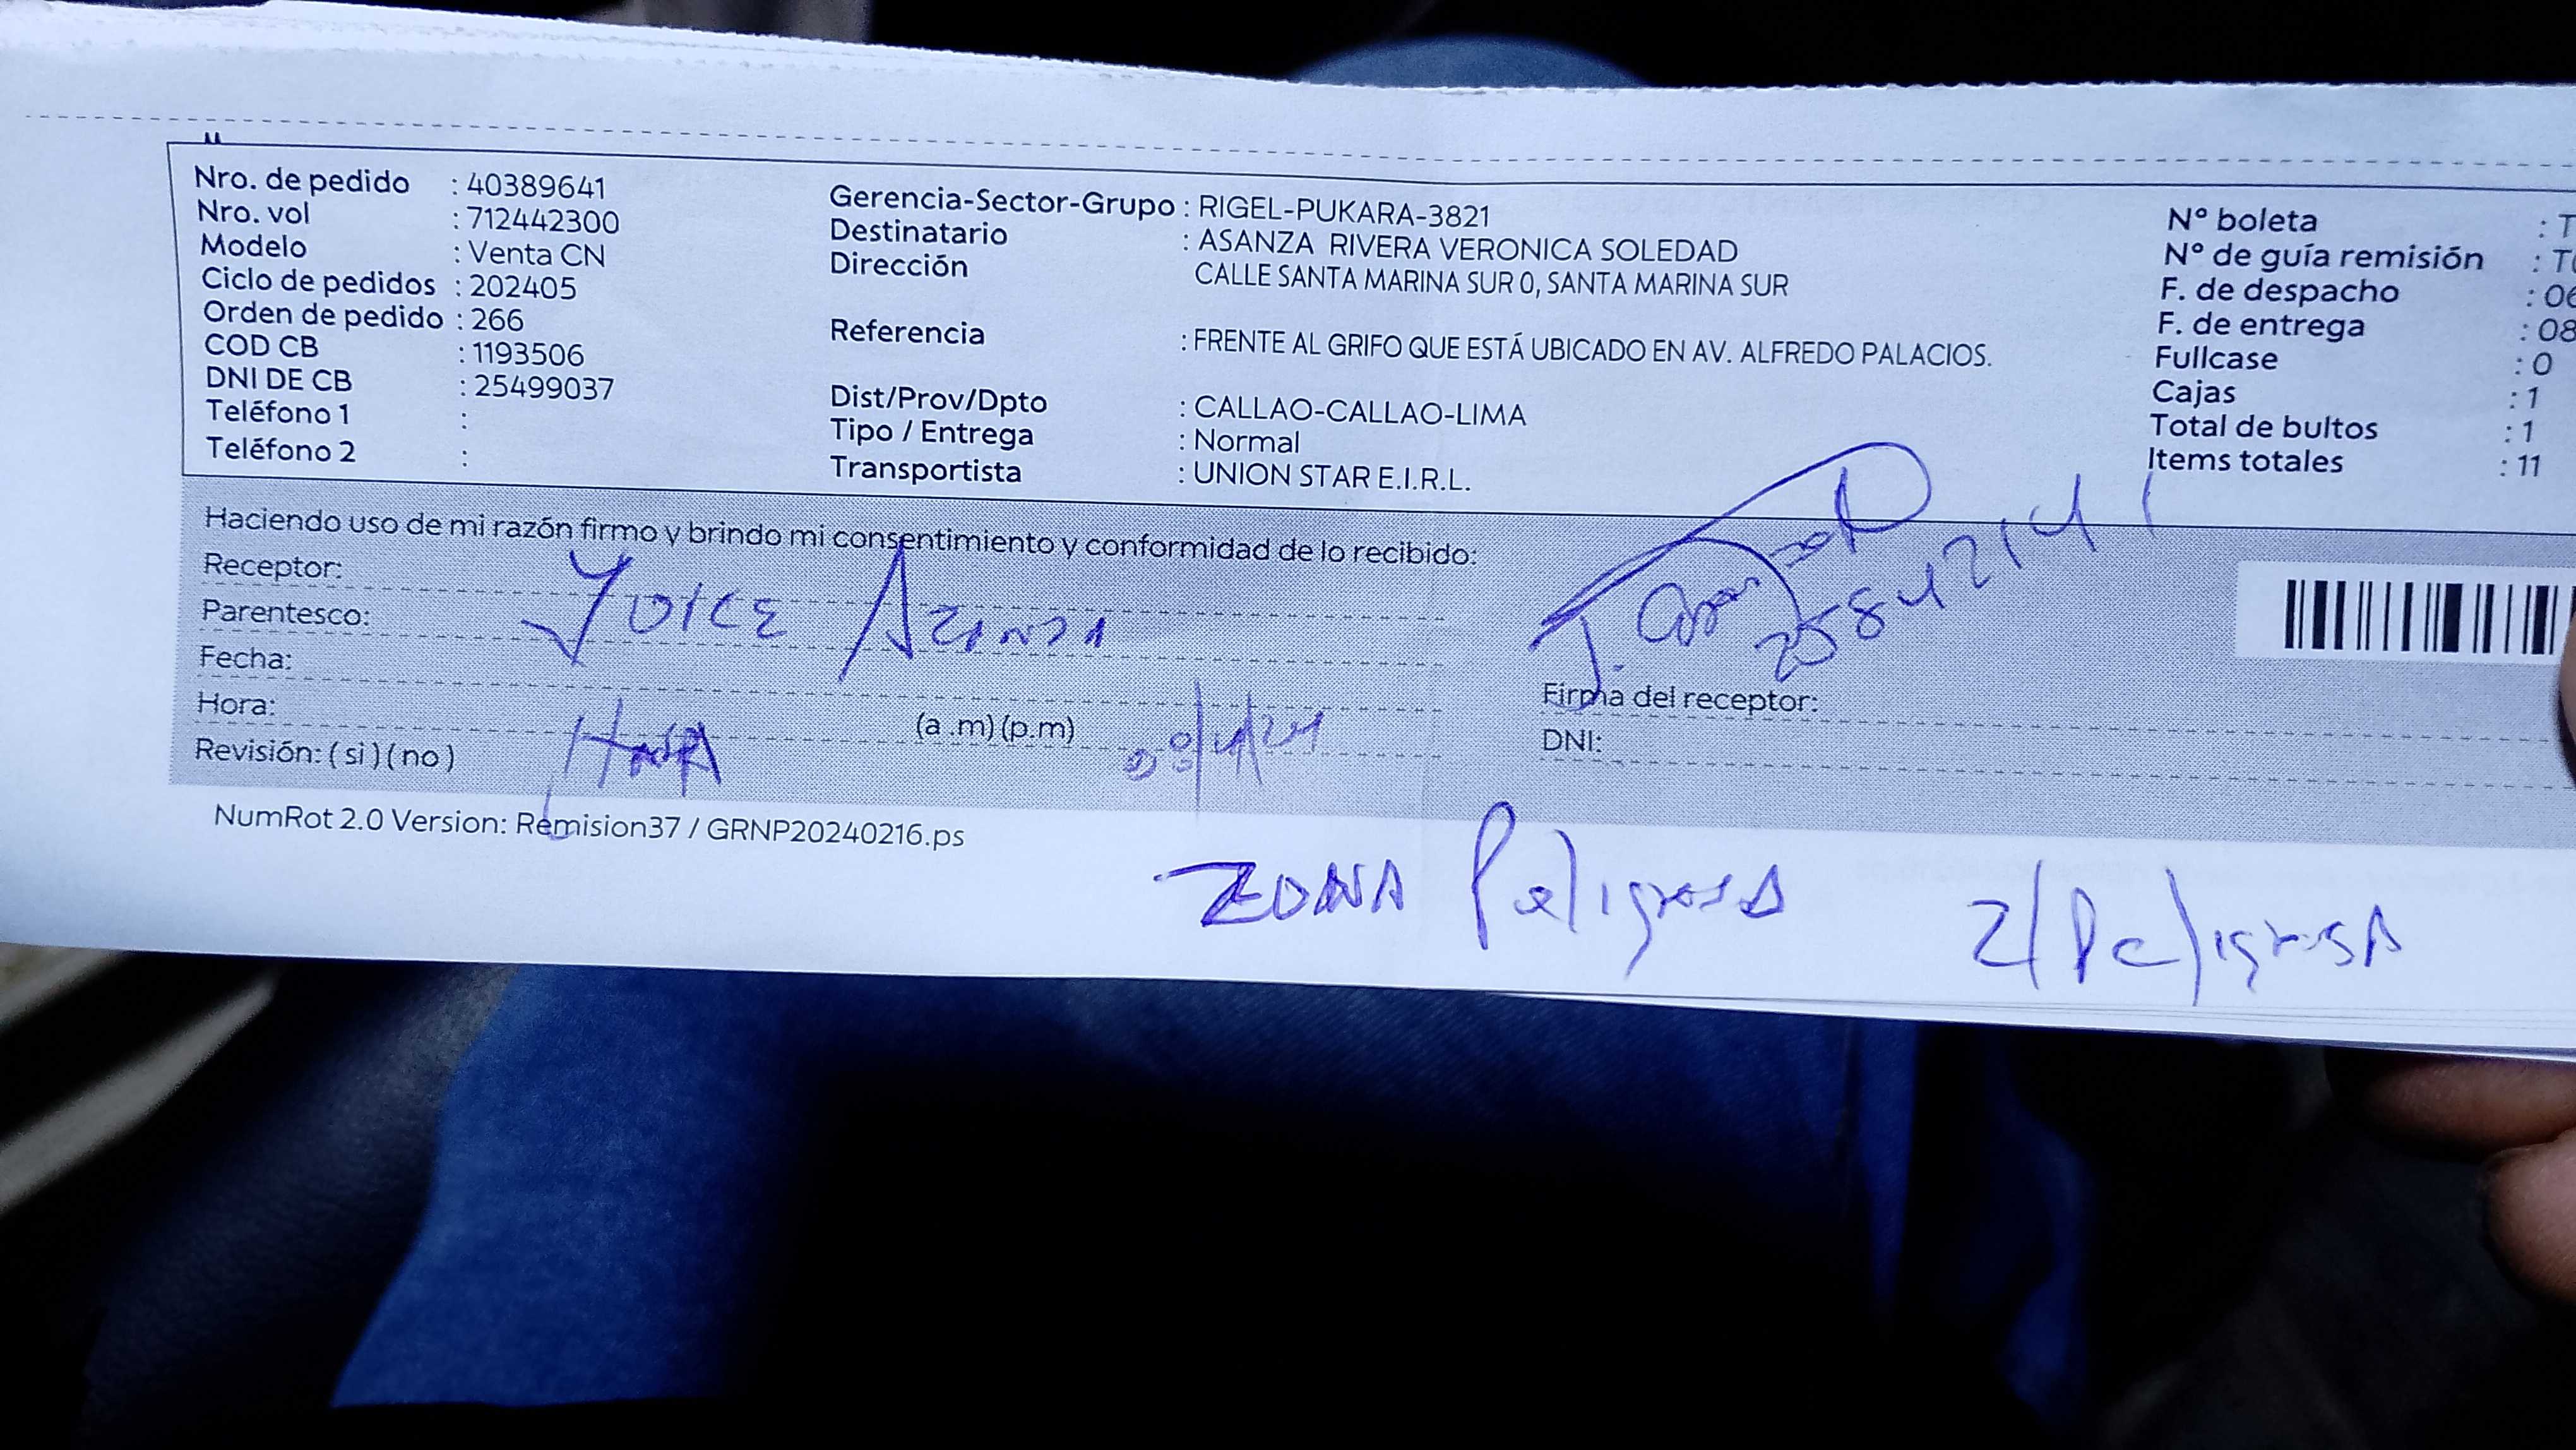 Nro. de pedido : 40389641
Nro. vol : 712442300
Modelo : Venta CN
Ciclo de pedidos : 202405
Orden de pedido : 266
COD CB : 1193506
DNI DE CB : 25499037
Teléfono 1 :
Teléfono 2 :
Gerencia-Sector-Grupo : RIGEL-PUKARA-3821
Destinatario : ASANZA RIVERA VERONICA SOLEDAD
Dirección CALLE SANTA MARINA SUR 0, SANTA MARINA SUR
Referencia : FRENTE AL GRIFO QUE ESTÁ UBICADO EN AV. ALFREDO PALACIOS.
Dist/Prov/Dpto : CALLAO-CALLAO-LIMA
Tipo / Entrega : Normal
Transportista : UNION STAR E.I.R.L.
N° boleta : T
N° de guía remisión : T
F. de despacho : 06
F. de entrega : 08
Fullcase : 0
Cajas : 1
Total de bultos : 1
Items totales : 11
Haciendo uso de mi razón firmo y brindo mi consentimiento y conformidad de lo recibido:
Receptor:
Parentesco: YOICE
Fecha:
Hora: (a .m) (p.m)
Revisión: ( si ) ( no )
25842141
Firma del receptor:
DNI:
NumRot 2.0 Version: Remision37 / GRNP20240216.ps
ZONA Peligrosa
Z/PeligrosA